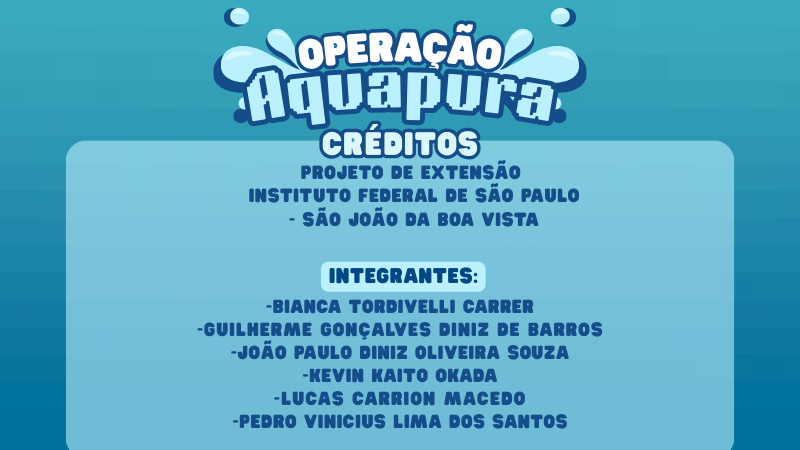 OPERAÇÃO
Aquapura
CRÉDITOS
PROJETO DE EXTENSÃO
INSTITUTO FEDERAL DE SÃO PAULO
- SÃO JOÃO DA BOA VISTA
INTEGRANTES:
-BIANCA TORDIVELLI CARRER
-GUILHERME GONÇALVES DINIZ DE BARROS
-JOÃO PAULO DINIZ OLIVEIRA SOUZA
-KEVIN KAITO OKADA
-LUCAS CARRION MACEDO
-PEDRO VINICIUS LIMA DOS SANTOS